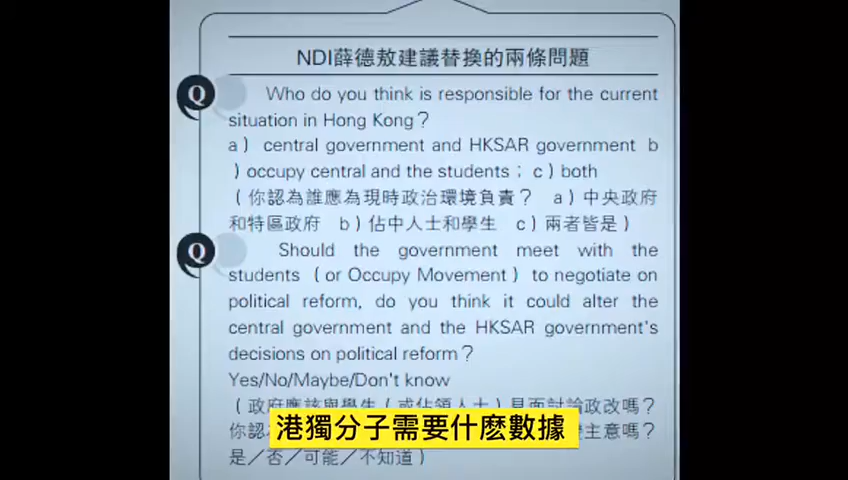 NDI薛德敖建議替換的兩條問題
Q Who do you think is responsible for the current
situation in Hong Kong？
a） central government and HKSAR government b
）occupy central and the students； c）both
（你認為誰應為現時政治環境負責？ a）中央政府
和特區政府 b）佔中人士和學生 c）兩者皆是）
Q Should the government meet with the
students （or Occupy Movement）to negotiate on
political reform, do you think it could alter the
central government and the HKSAR government's
decisions on political reform？
Yes/No/Maybe/Don't know
（政府應該與學生（或佔領人士）見面討論政改嗎？
你認 主意嗎？
港獨分子需要什麽數據
是／否／可能／不知道）